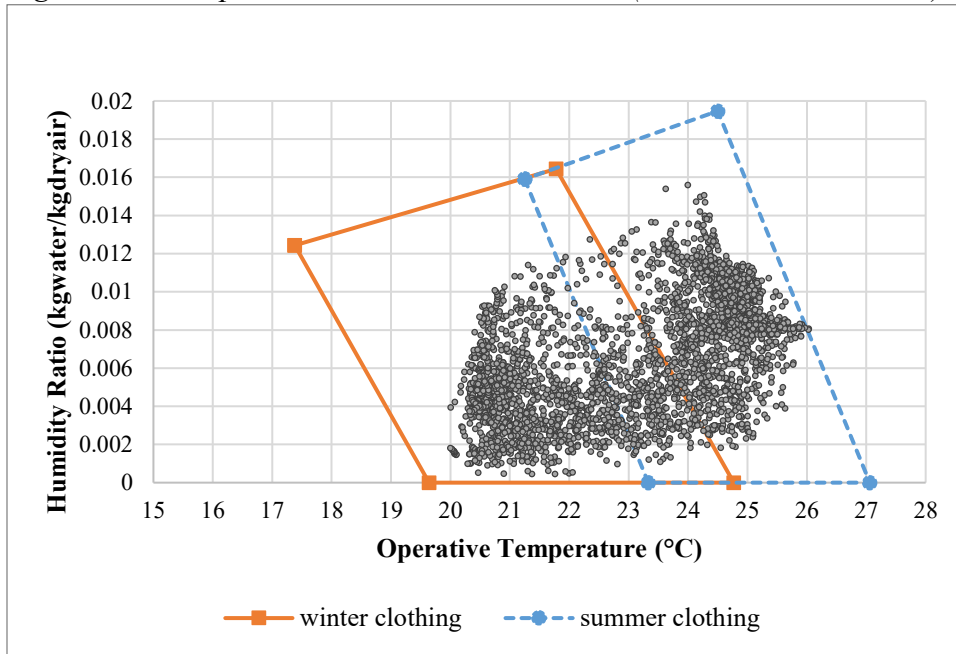 Humidity Ratio (kgwater/kgdryair)
0.02
0.018
0.016
0.014
0.012
0.01
0.008
0.006
0.004
0.002
0
15 16 17 18 19 20 21 22 23 24 25 26 27 28
Operative Temperature (°C)
winter clothing summer clothing